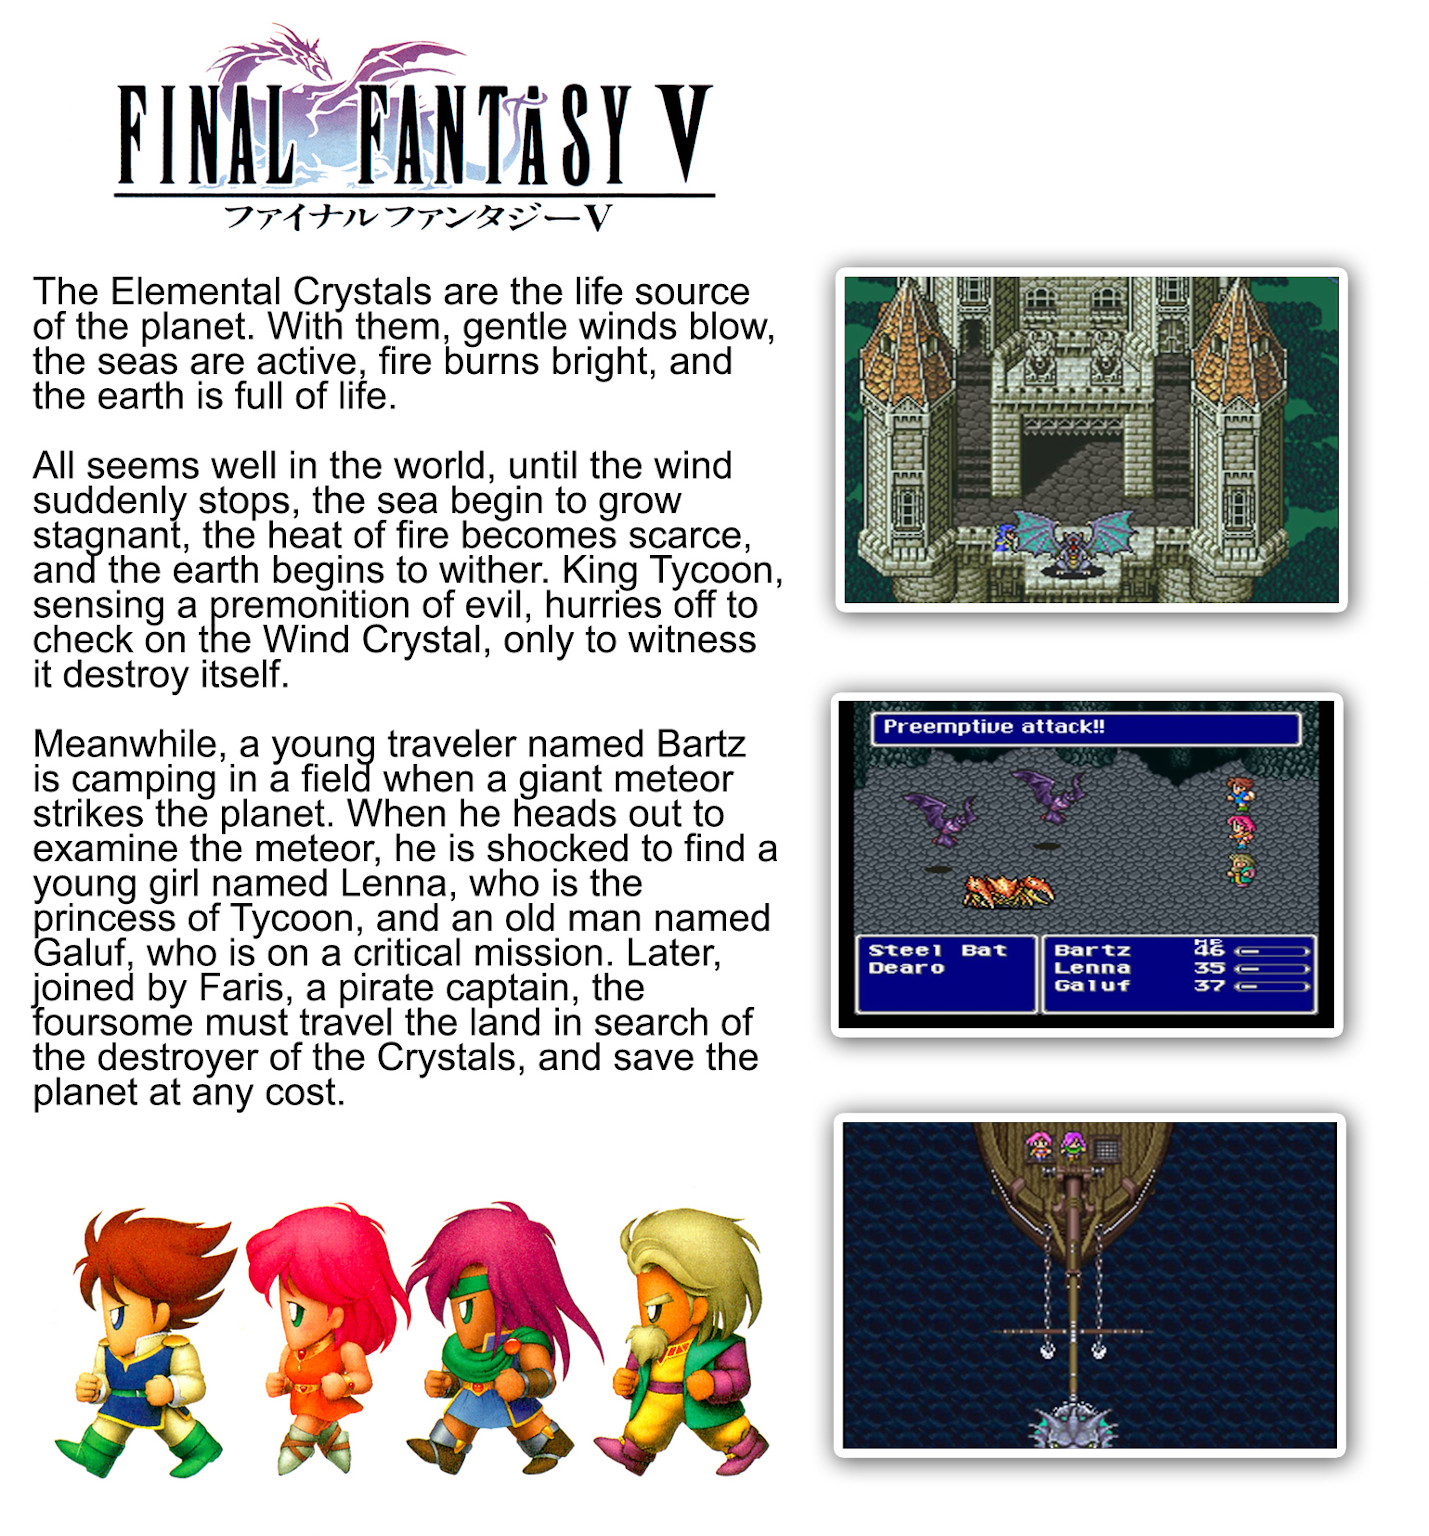 FINAL FANTASY V
ファイナルファンタジーV
The Elemental Crystals are the life source
of the planet. With them, gentle winds blow,
the seas are active, fire burns bright, and
the earth is full of life.
All seems well in the world, until the wind
suddenly stops, the sea begin to grow
stagnant, the heat of fire becomes scarce,
and the earth begins to wither. King Tycoon,
sensing a premonition of evil, hurries off to
check on the Wind Crystal, only to witness
it destroy itself.
Meanwhile, a young traveler named Bartz
is camping in a field when a giant meteor
strikes the planet. When he heads out to
examine the meteor, he is shocked to find a
young girl named Lenna, who is the
princess of Tycoon, and an old man named
Galuf, who is on a critical mission. Later,
joined by Faris, a pirate captain, the
foursome must travel the land in search of
the destroyer of the Crystals, and save the
planet at any cost.
Preemptive attack!!
Steel Bat
Dearo
HP
Bartz 46
Lenna 35
Galuf 37